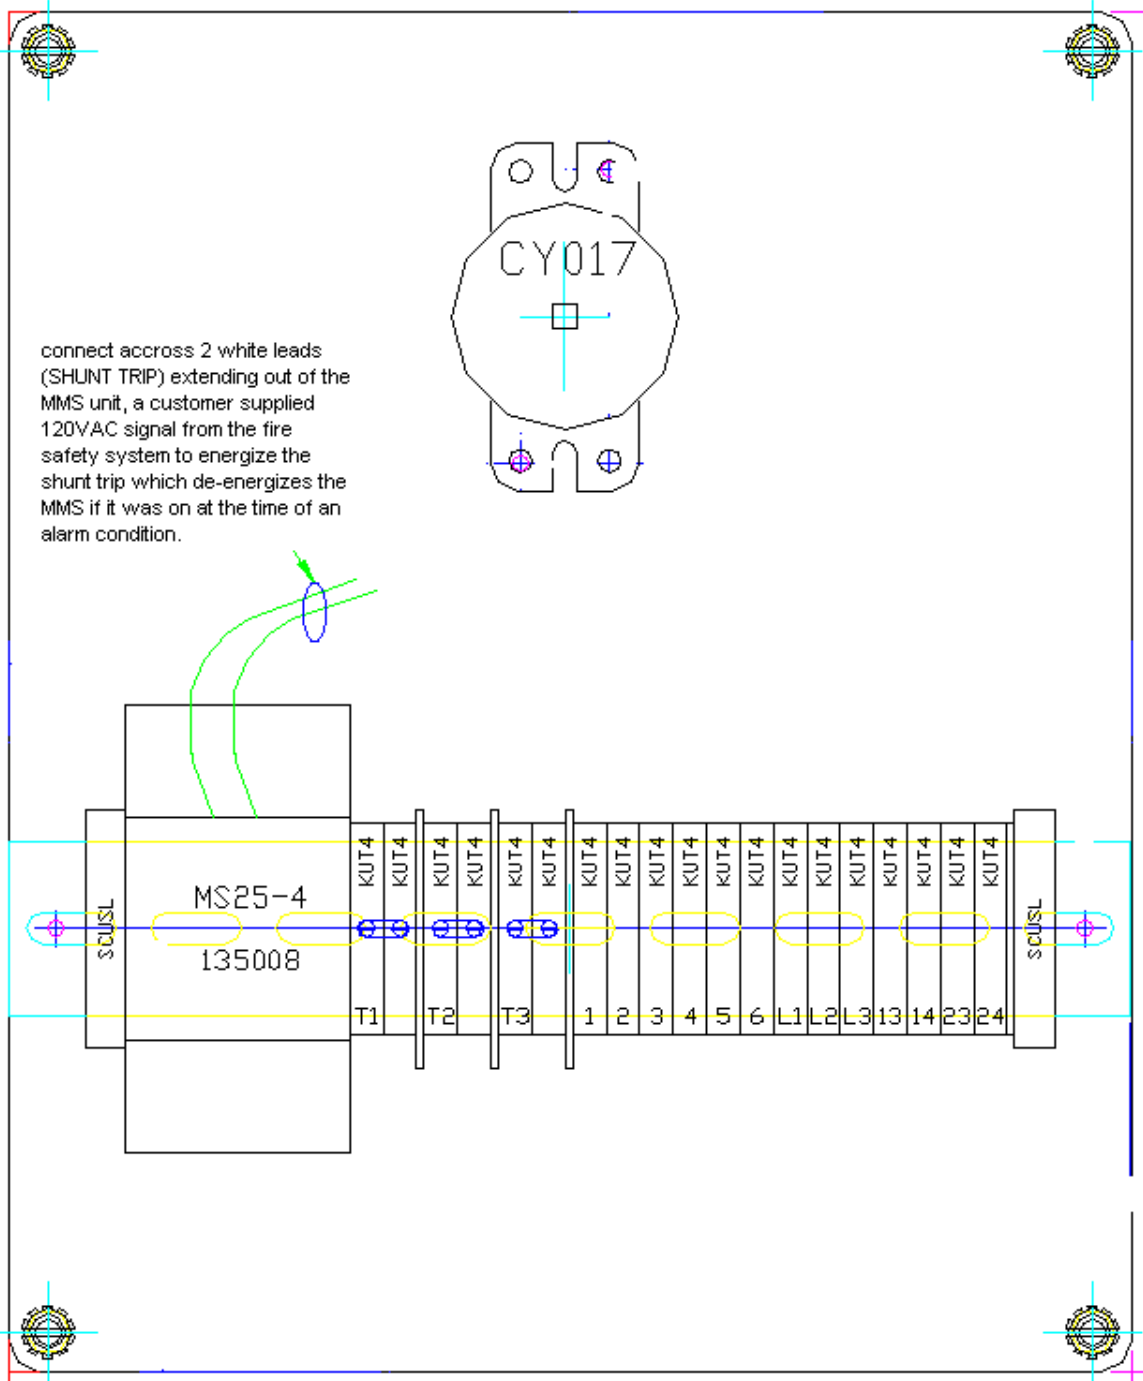 CY017
connect accross 2 white leads
(SHUNT TRIP) extending out of the
MMS unit, a customer supplied
120VAC signal from the fire
safety system to energize the
shunt trip which de-energizes the
MMS if it was on at the time of an
alarm condition.
SCWSL
MS25-4
135008
KUT4 KUT4 KUT4 KUT4 KUT4 KUT4 KUT4 KUT4 KUT4 KUT4 KUT4 KUT4 KUT4 KUT4 KUT4 KUT4 KUT4 KUT4 KUT4
T1 T2 T3 1 2 3 4 5 6 L1 L2 L3 13 14 23 24
SCWSL